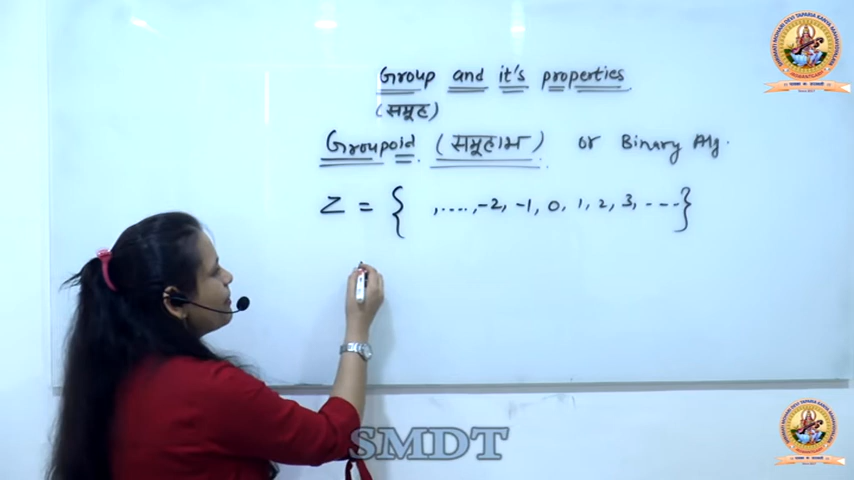 Group and it's properties
(समूह)
Groupoid (समूहाभ) or Binary Alg.
Z = { ,....,-2, -1, 0, 1, 2, 3, ----}
SMDT